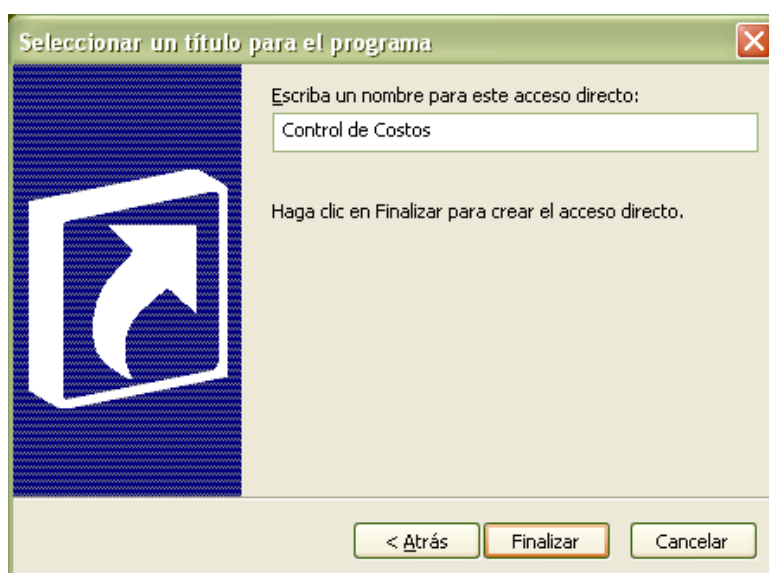 Seleccionar un título para el programa
Escriba un nombre para este acceso directo:
Control de Costos
Haga clic en Finalizar para crear el acceso directo.
< Atrás
Finalizar
Cancelar